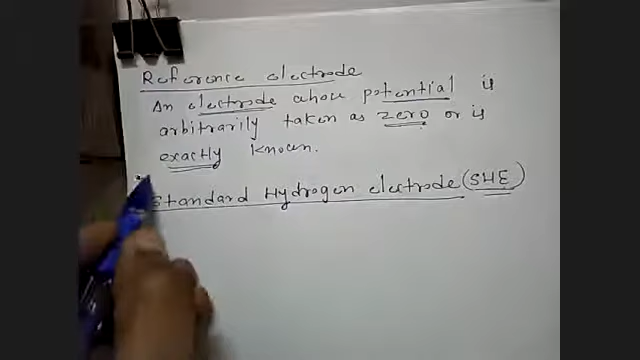 Reference electrode
An electrode whose potential is
arbitrarily taken as zero or is
exactly known.
Standard Hydrogen electrode (SHE)